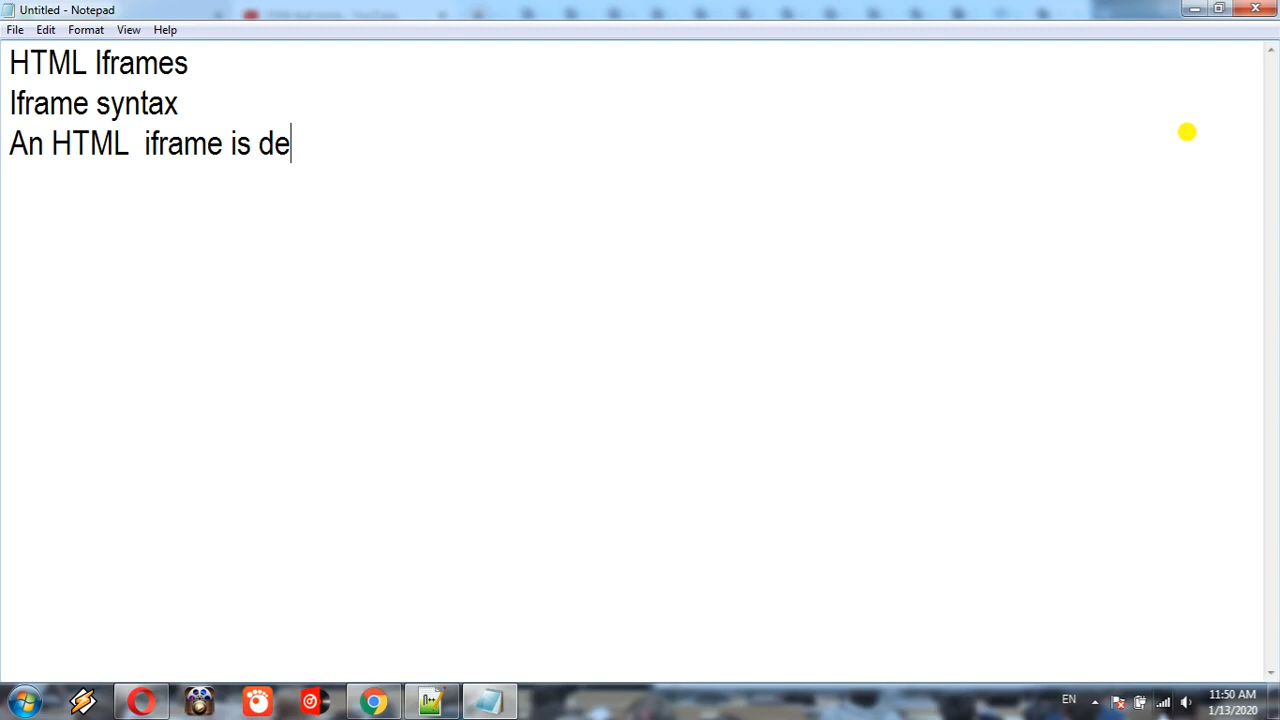 Untitled - Notepad
File Edit Format View Help
HTML Iframes
Iframe syntax
An HTML  iframe is de
EN
11:50 AM
1/13/2020